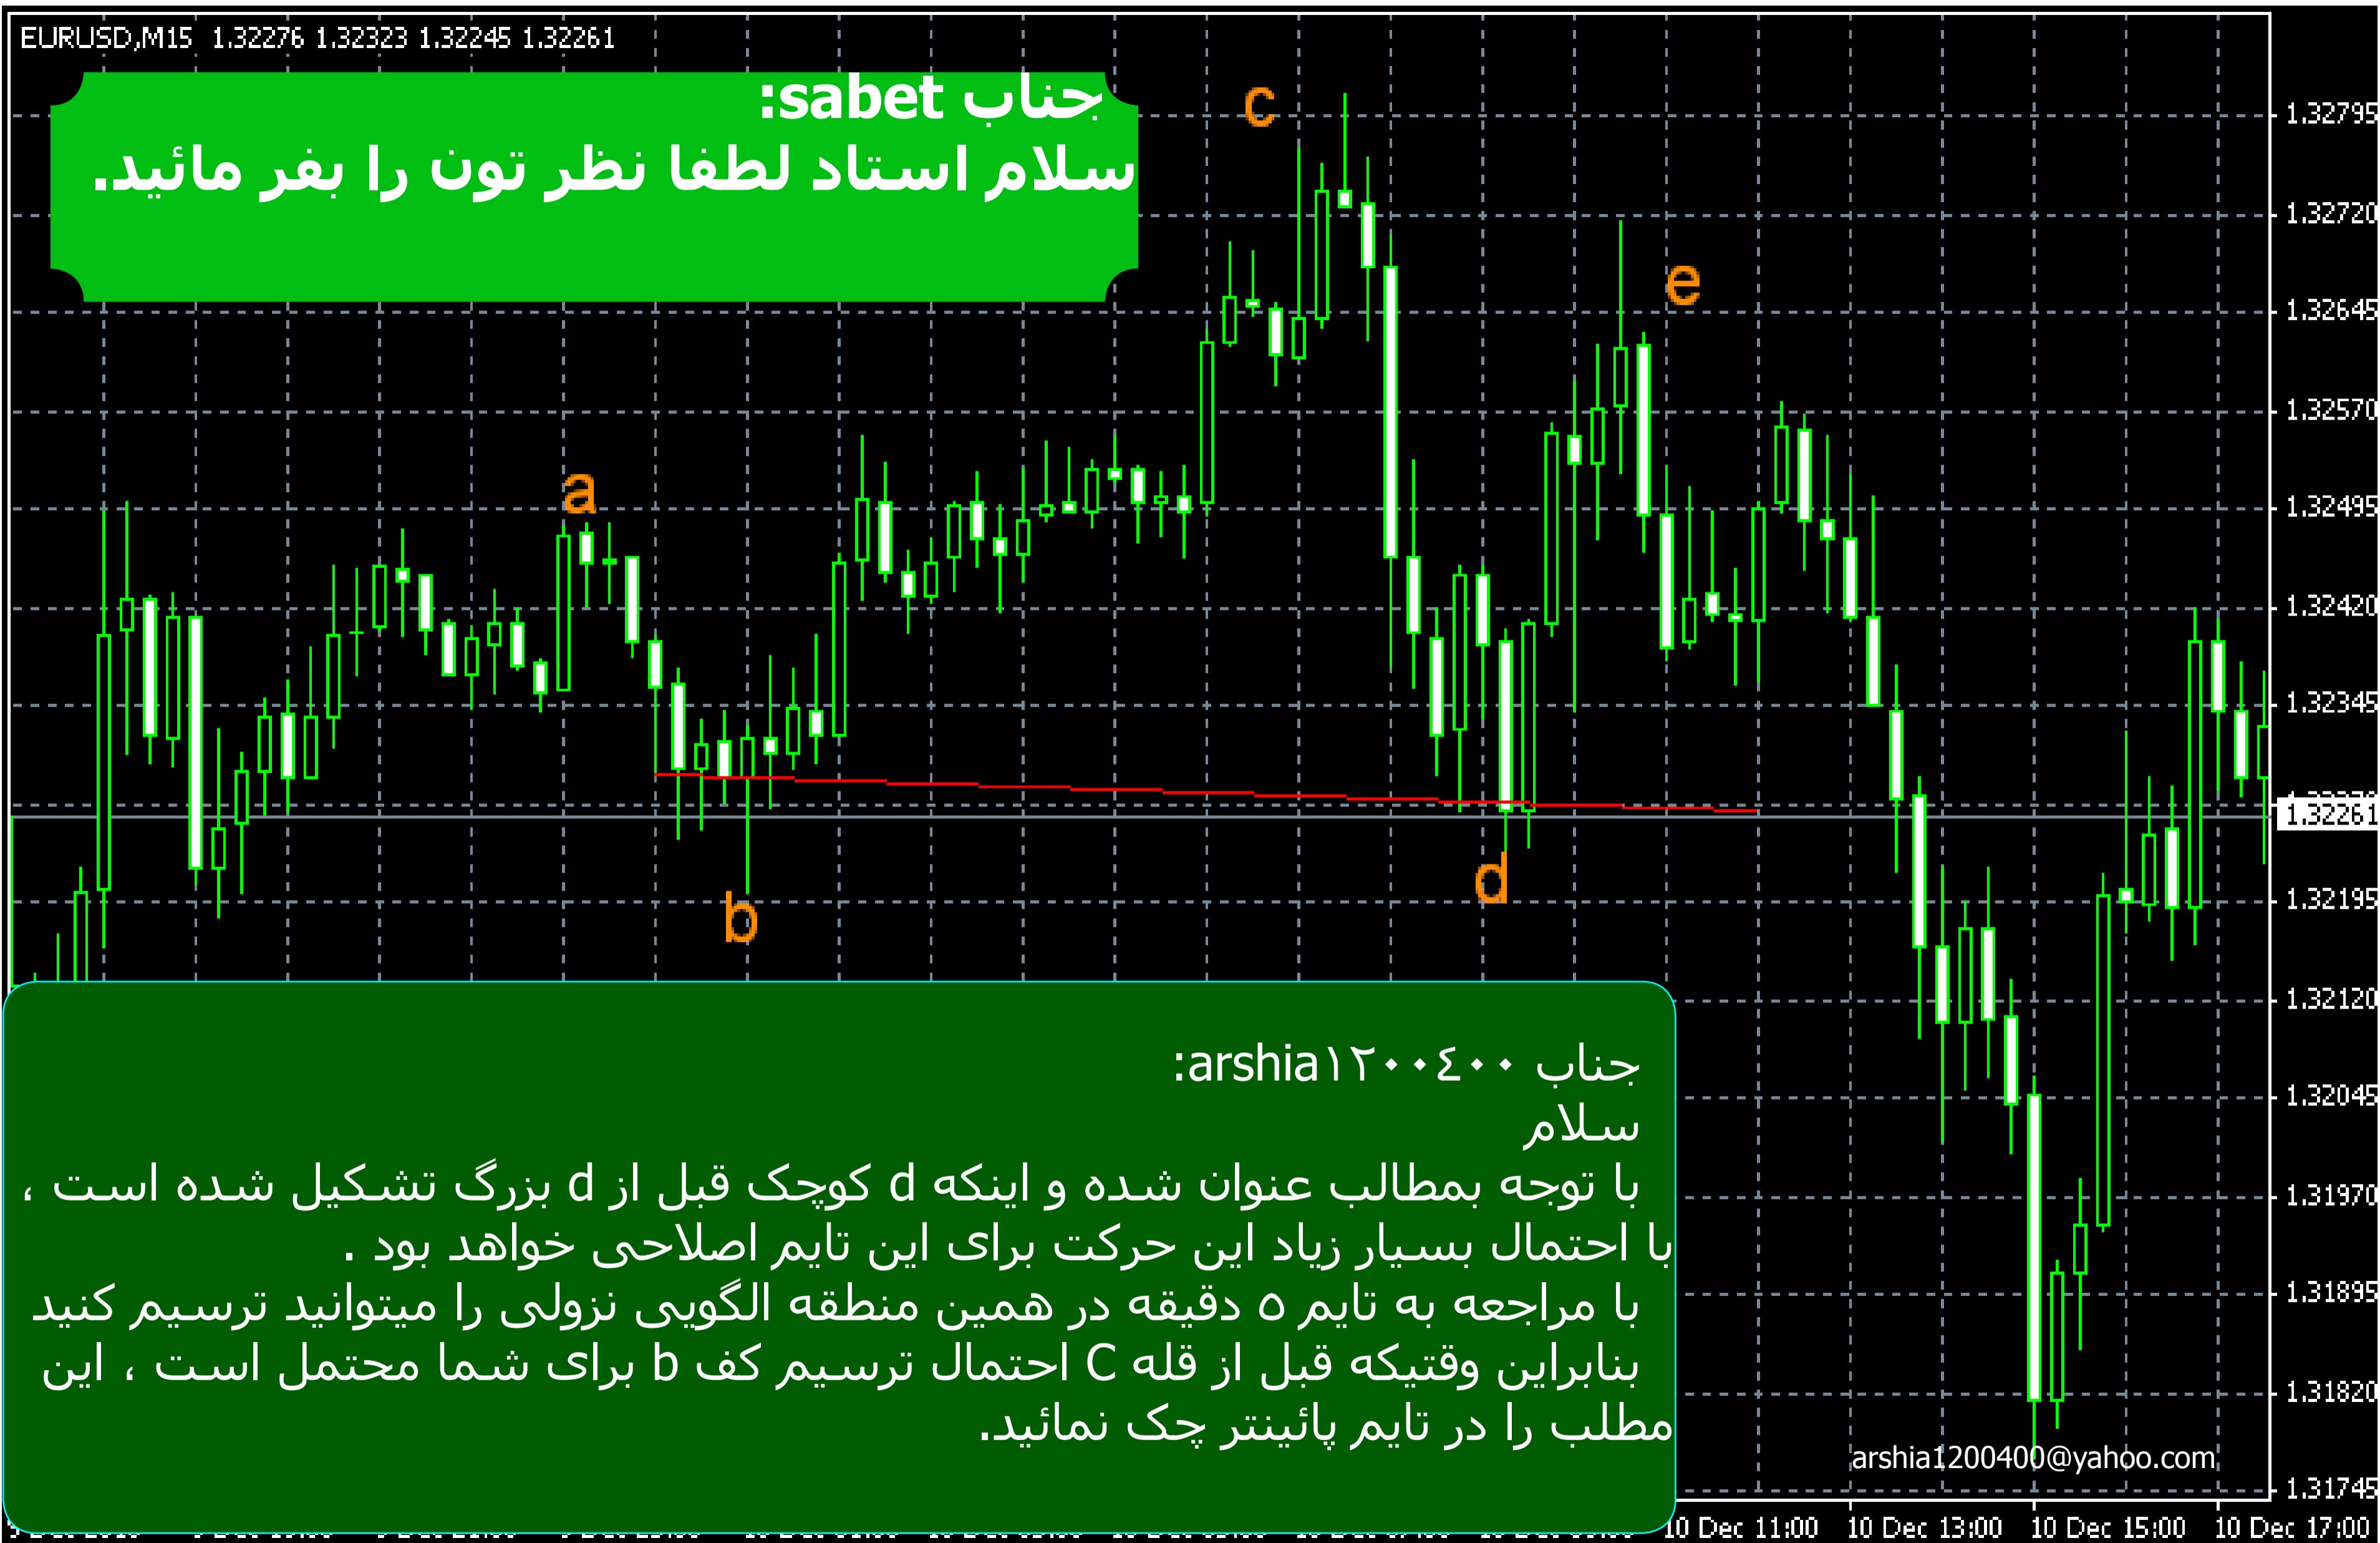 EURUSD,M15 1.32276 1.32323 1.32245 1.32261
جناب sabet:
سلام استاد لطفا نظر تون را بفر مائید.
c
e
a
b
d
1.32795
1.32720
1.32645
1.32570
1.32495
1.32420
1.32345
1.32261
1.32195
1.32120
1.32045
1.31970
1.31895
1.31820
1.31745
جناب arshia۱۲۰۰٤۰۰:
سلام
با توجه بمطالب عنوان شده و اینکه d کوچک قبل از d بزرگ تشکیل شده است ،
با احتمال بسیار زیاد این حرکت برای این تایم اصلاحی خواهد بود .
با مراجعه به تایم ۵ دقیقه در همین منطقه الگویی نزولی را میتوانید ترسیم کنید
بنابراین وقتیکه قبل از قله C احتمال ترسیم کف b برای شما محتمل است ، این
مطلب را در تایم پائینتر چک نمائید.
arshia1200400@yahoo.com
10 Dec 11:00 10 Dec 13:00 10 Dec 15:00 10 Dec 17:00